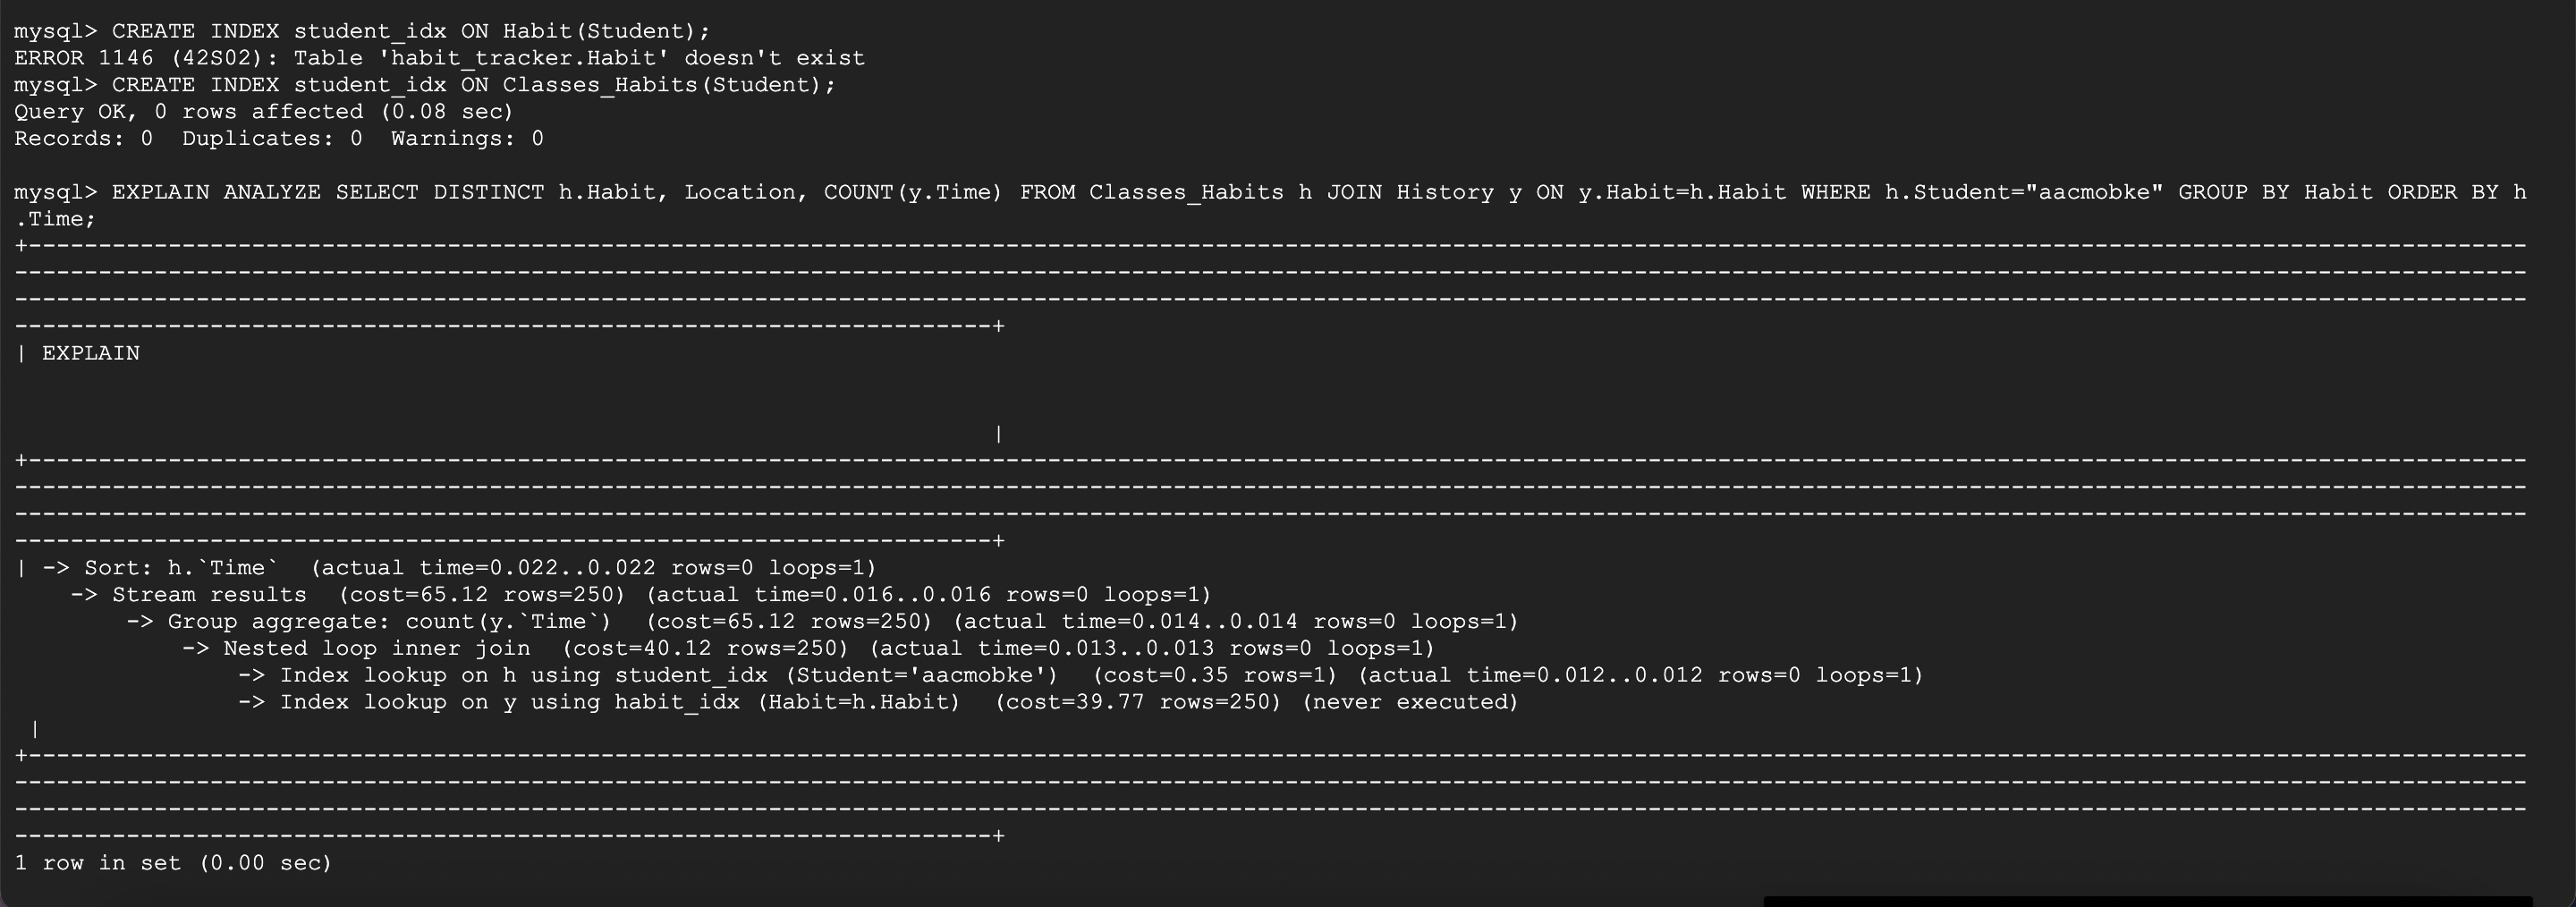 mysql> CREATE INDEX student_idx ON Habit(Student);
ERROR 1146 (42S02): Table 'habit_tracker.Habit' doesn't exist
mysql> CREATE INDEX student_idx ON Classes_Habits(Student);
Query OK, 0 rows affected (0.08 sec)
Records: 0  Duplicates: 0  Warnings: 0
mysql> EXPLAIN ANALYZE SELECT DISTINCT h.Habit, Location, COUNT(y.Time) FROM Classes_Habits h JOIN History y ON y.Habit=h.Habit WHERE h.Student="aacmobke" GROUP BY Habit ORDER BY h
.Time;
| EXPLAIN
|
| -> Sort: h.`Time`  (actual time=0.022..0.022 rows=0 loops=1)
    -> Stream results  (cost=65.12 rows=250) (actual time=0.016..0.016 rows=0 loops=1)
        -> Group aggregate: count(y.`Time`)  (cost=65.12 rows=250) (actual time=0.014..0.014 rows=0 loops=1)
            -> Nested loop inner join  (cost=40.12 rows=250) (actual time=0.013..0.013 rows=0 loops=1)
                -> Index lookup on h using student_idx (Student='aacmobke')  (cost=0.35 rows=1) (actual time=0.012..0.012 rows=0 loops=1)
                -> Index lookup on y using habit_idx (Habit=h.Habit)  (cost=39.77 rows=250) (never executed)
|
1 row in set (0.00 sec)